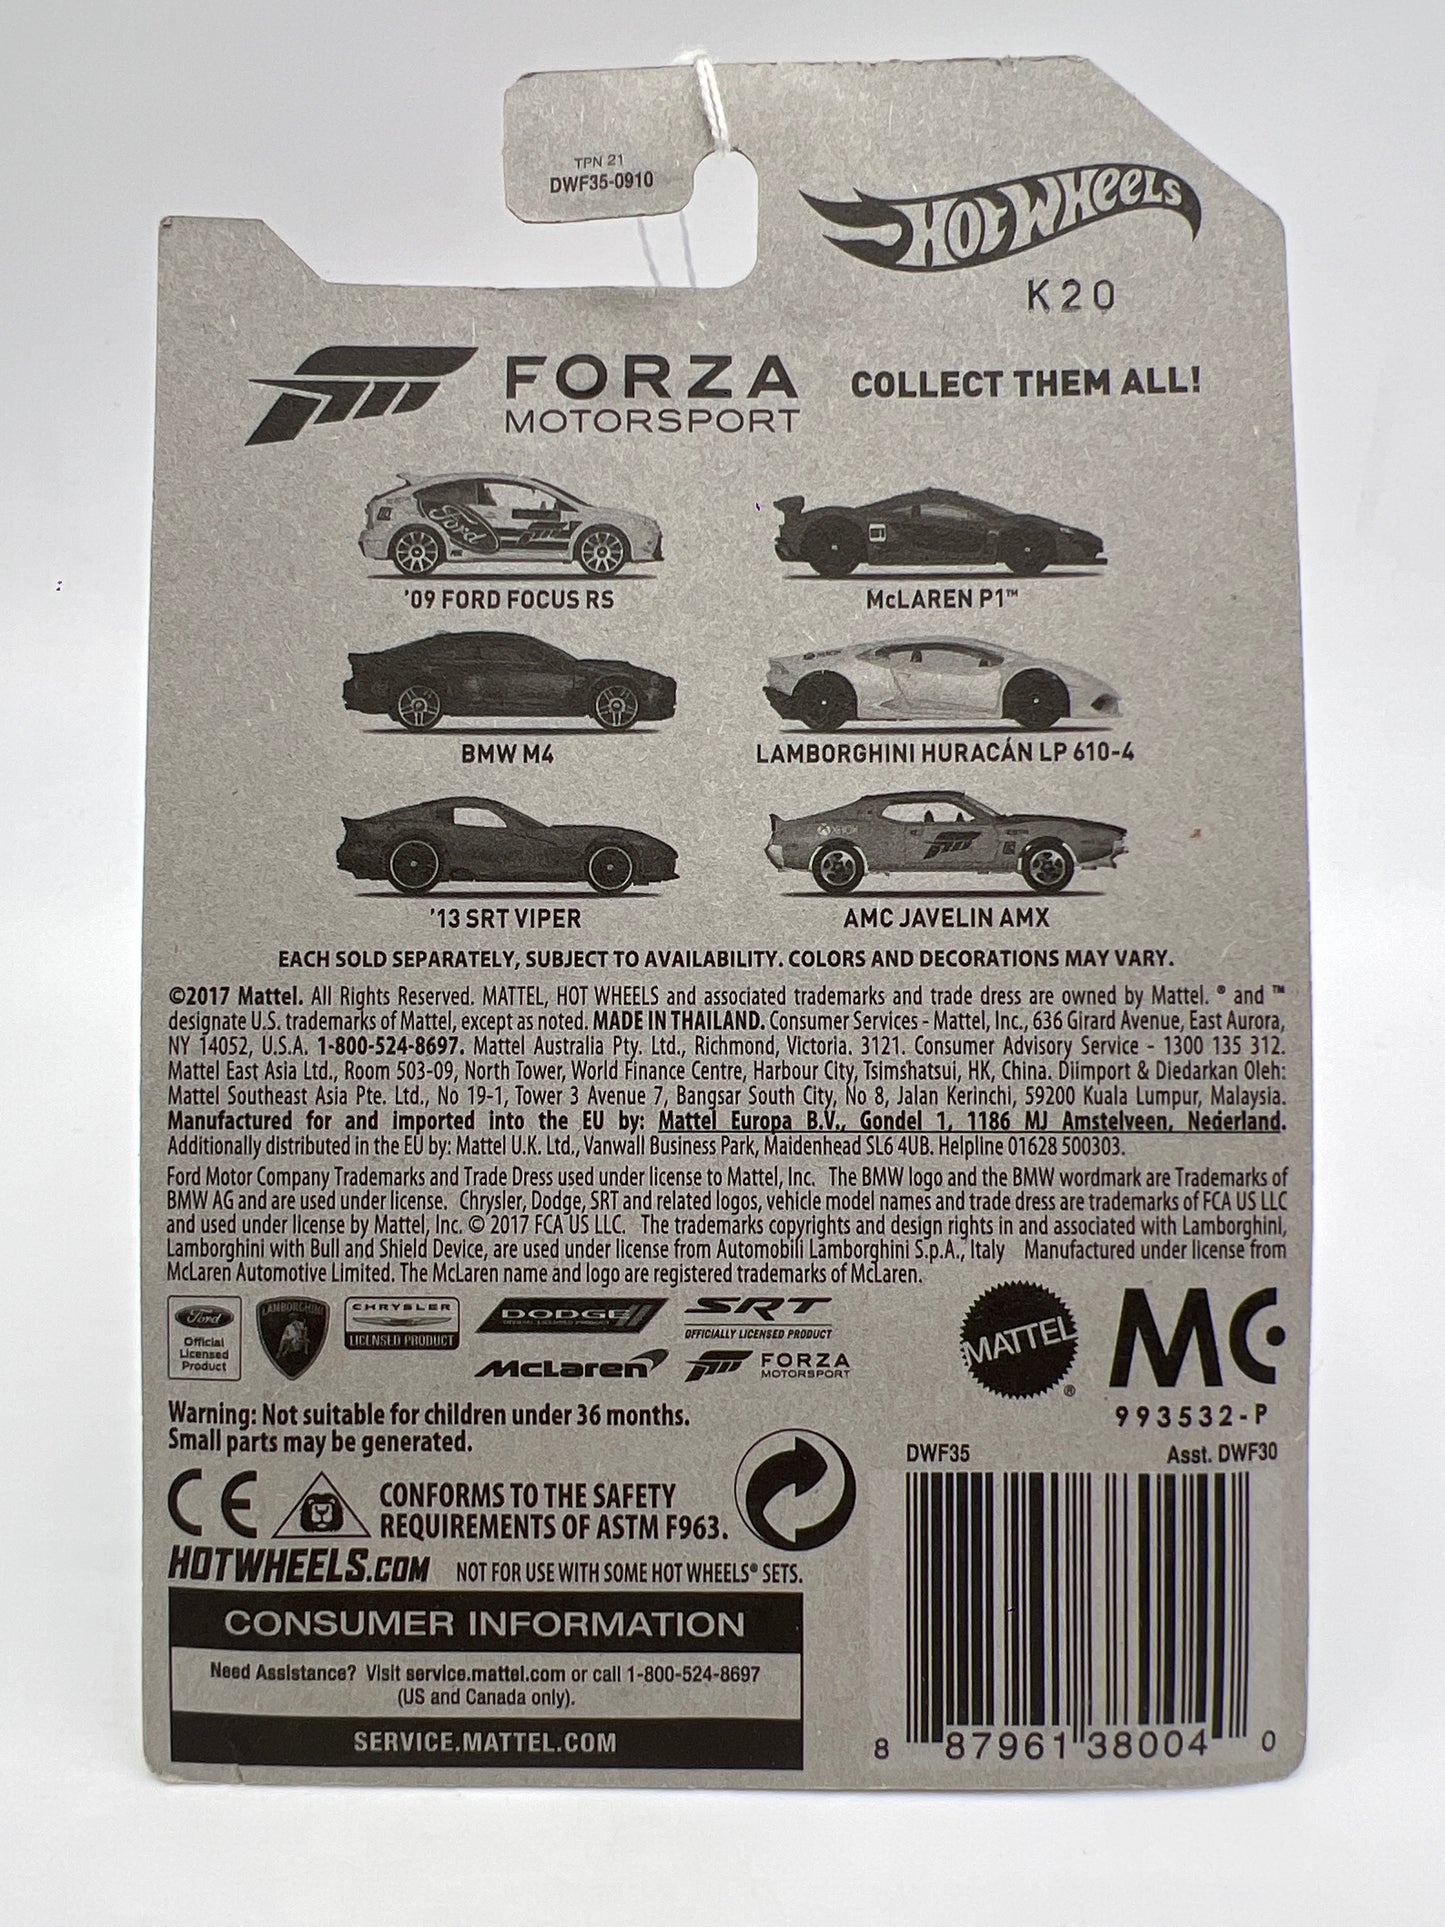 TPN 21
DWF35-0910
HOT WHEELS
K20
FORZA
MOTORSPORT
COLLECT THEM ALL!
Ford
'09 FORD FOCUS RS
McLAREN P1™
BMW M4
LAMBORGHINI HURACÁN LP 610-4
XBOX
'13 SRT VIPER
AMC JAVELIN AMX
EACH SOLD SEPARATELY, SUBJECT TO AVAILABILITY. COLORS AND DECORATIONS MAY VARY.
©2017 Mattel. All Rights Reserved. MATTEL, HOT WHEELS and associated trademarks and trade dress are owned by Mattel. ® and ™
designate U.S. trademarks of Mattel, except as noted. MADE IN THAILAND. Consumer Services - Mattel, Inc., 636 Girard Avenue, East Aurora,
NY 14052, U.S.A. 1-800-524-8697. Mattel Australia Pty. Ltd., Richmond, Victoria. 3121. Consumer Advisory Service - 1300 135 312.
Mattel East Asia Ltd., Room 503-09, North Tower, World Finance Centre, Harbour City, Tsimshatsui, HK, China. Diimport & Diedarkan Oleh:
Mattel Southeast Asia Pte. Ltd., No 19-1, Tower 3 Avenue 7, Bangsar South City, No 8, Jalan Kerinchi, 59200 Kuala Lumpur, Malaysia.
Manufactured for and imported into the EU by: Mattel Europa B.V., Gondel 1, 1186 MJ Amstelveen, Nederland.
Additionally distributed in the EU by: Mattel U.K. Ltd., Vanwall Business Park, Maidenhead SL6 4UB. Helpline 01628 500303.
Ford Motor Company Trademarks and Trade Dress used under license to Mattel, Inc. The BMW logo and the BMW wordmark are Trademarks of
BMW AG and are used under license. Chrysler, Dodge, SRT and related logos, vehicle model names and trade dress are trademarks of FCA US LLC
and used under license by Mattel, Inc. © 2017 FCA US LLC. The trademarks copyrights and design rights in and associated with Lamborghini,
Lamborghini with Bull and Shield Device, are used under license from Automobili Lamborghini S.p.A., Italy Manufactured under license from
McLaren Automotive Limited. The McLaren name and logo are registered trademarks of McLaren.
Ford
Official
Licensed
Product
LAMBORGHINI
CHRYSLER
LICENSED PRODUCT
DODGE
OFFICIAL LICENSED PRODUCT
SRT
OFFICIALLY LICENSED PRODUCT
McLaren
FORZA
MOTORSPORT
MATTEL
®
MC
993532-P
Warning: Not suitable for children under 36 months.
Small parts may be generated.
CE
CONFORMS TO THE SAFETY
REQUIREMENTS OF ASTM F963.
HOTWHEELS.COM
NOT FOR USE WITH SOME HOT WHEELS® SETS.
CONSUMER INFORMATION
Need Assistance? Visit service.mattel.com or call 1-800-524-8697
(US and Canada only).
SERVICE.MATTEL.COM
DWF35
Asst. DWF30
8 87961 38004 0